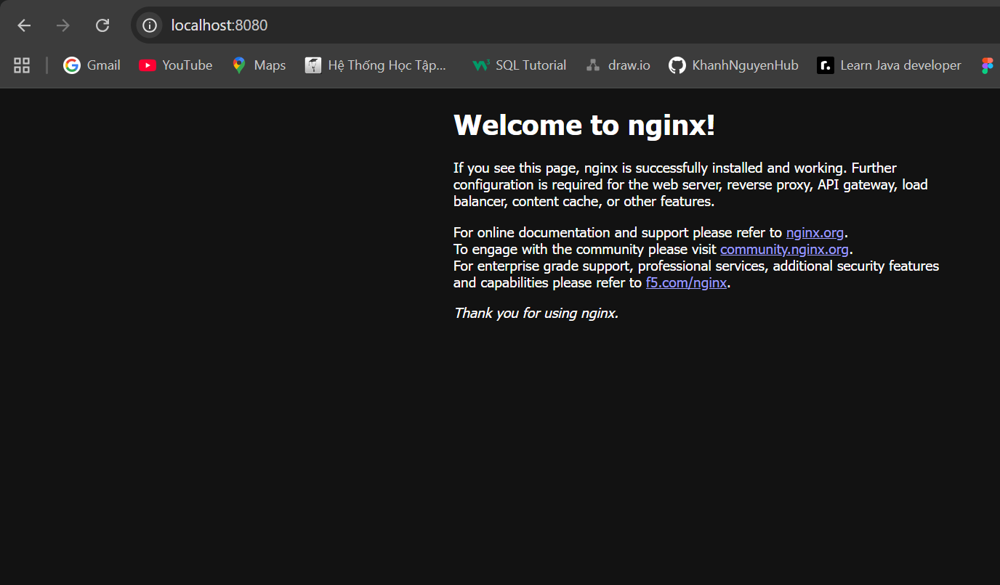 localhost:8080
Gmail YouTube Maps Hệ Thống Học Tập... SQL Tutorial draw.io KhanhNguyenHub Learn Java developer
Welcome to nginx!
If you see this page, nginx is successfully installed and working. Further
configuration is required for the web server, reverse proxy, API gateway, load
balancer, content cache, or other features.
For online documentation and support please refer to nginx.org.
To engage with the community please visit community.nginx.org.
For enterprise grade support, professional services, additional security features
and capabilities please refer to f5.com/nginx.
Thank you for using nginx.